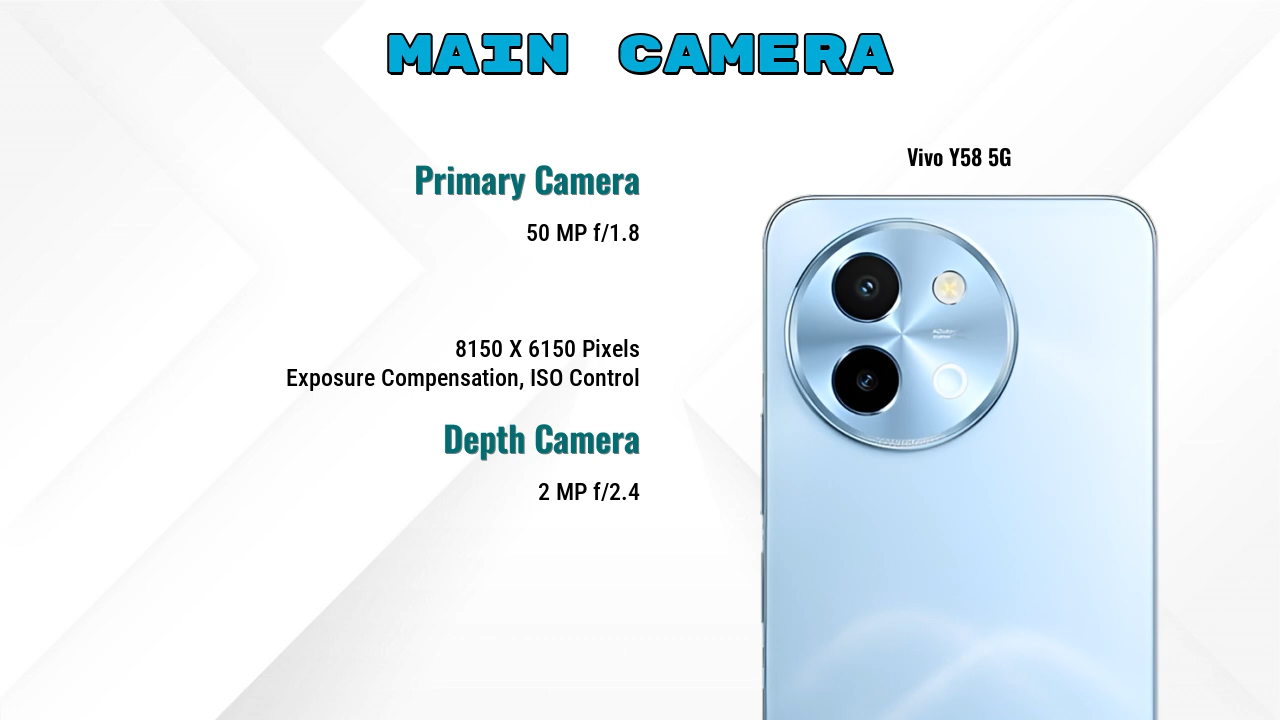 MAIN CAMERA
Vivo Y58 5G
Primary Camera
50 MP f/1.8
8150 X 6150 Pixels
Exposure Compensation, ISO Control
Depth Camera
2 MP f/2.4